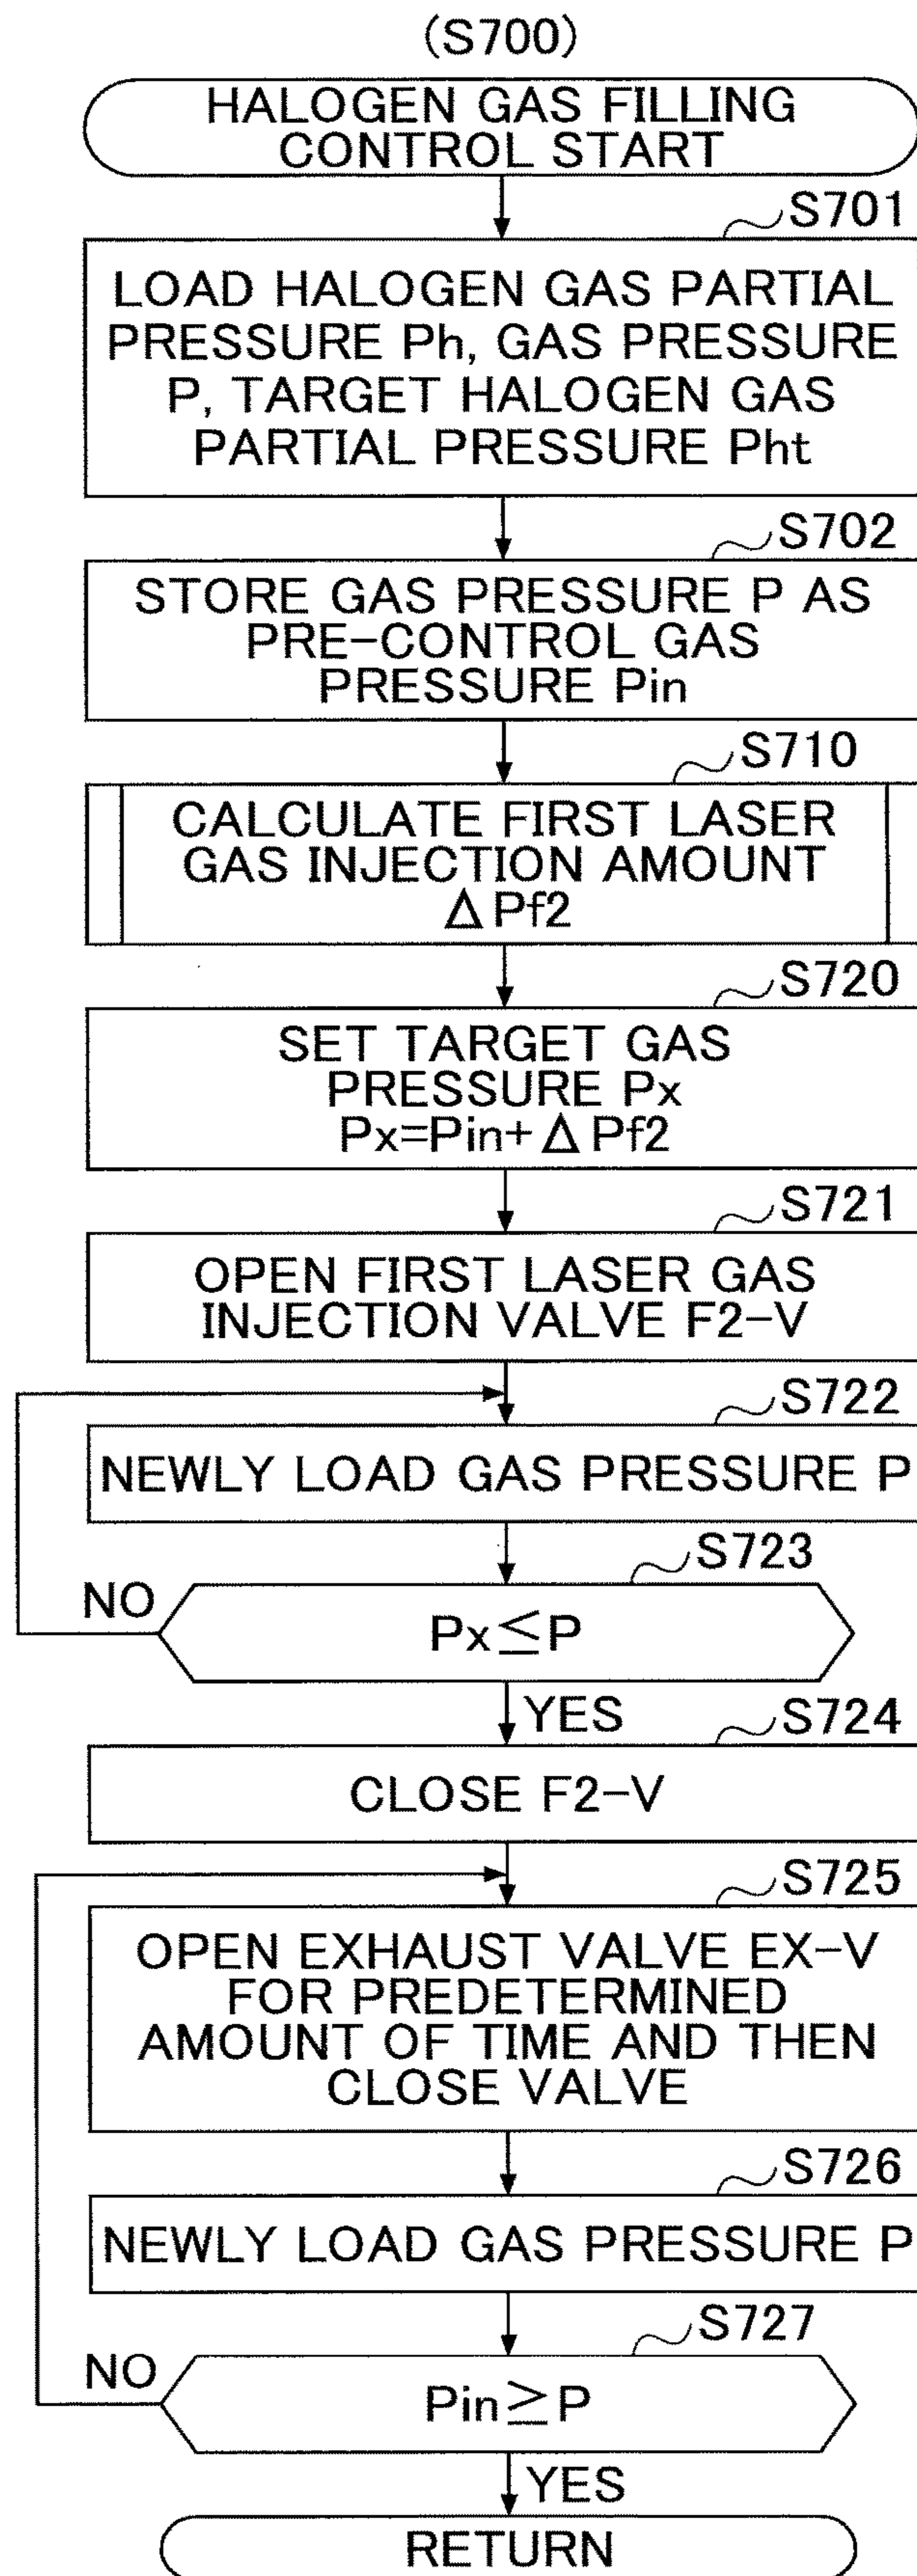 (S700)
HALOGEN GAS FILLING
CONTROL START
S701
LOAD HALOGEN GAS PARTIAL
PRESSURE Ph, GAS PRESSURE
P, TARGET HALOGEN GAS
PARTIAL PRESSURE Pht
S702
STORE GAS PRESSURE P AS
PRE-CONTROL GAS
PRESSURE Pin
S710
CALCULATE FIRST LASER
GAS INJECTION AMOUNT
Δ Pf2
S720
SET TARGET GAS
PRESSURE Px
Px=Pin+ Δ Pf2
S721
OPEN FIRST LASER GAS
INJECTION VALVE F2-V
S722
NEWLY LOAD GAS PRESSURE P
S723
NO
Px≦P
YES
S724
CLOSE F2-V
S725
OPEN EXHAUST VALVE EX-V
FOR PREDETERMINED
AMOUNT OF TIME AND THEN
CLOSE VALVE
S726
NEWLY LOAD GAS PRESSURE P
S727
NO
Pin≧P
YES
RETURN